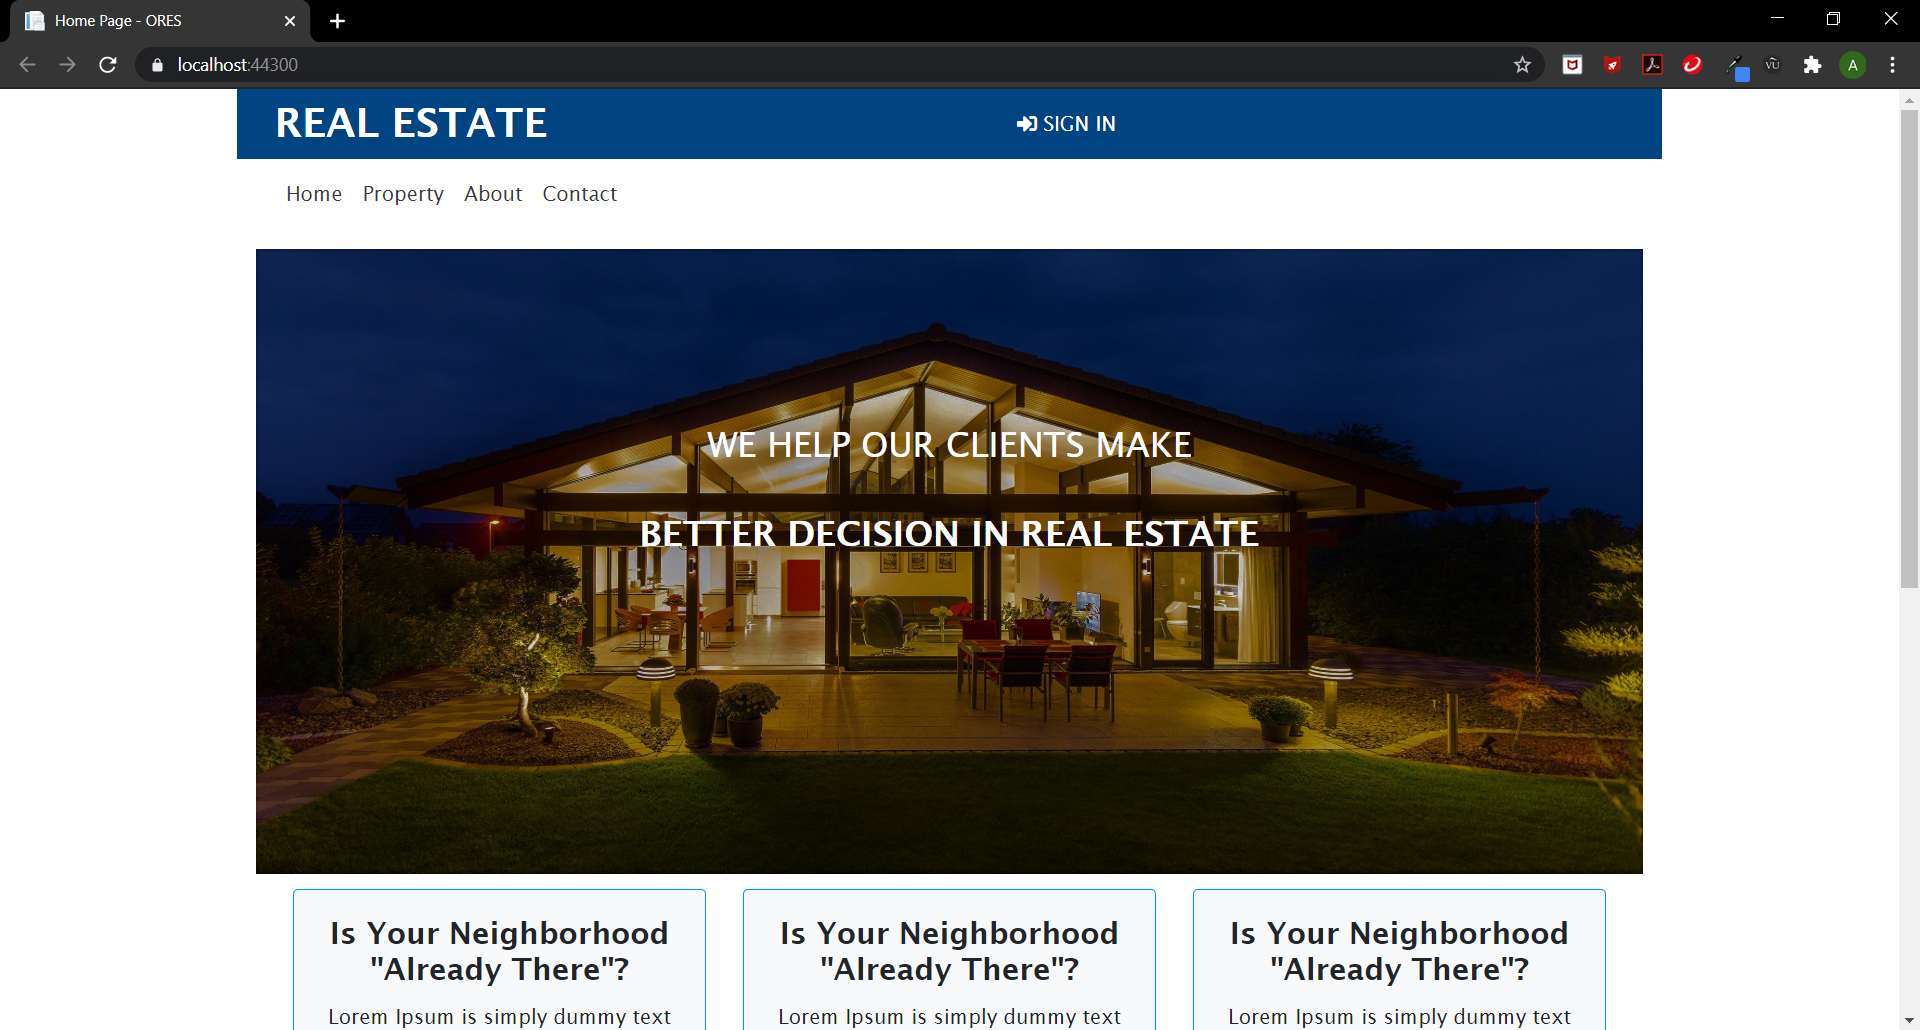 Home Page - ORES
localhost:44300
A
REAL ESTATE
SIGN IN
Home Property About Contact
WE HELP OUR CLIENTS MAKE
BETTER DECISION IN REAL ESTATE
Is Your Neighborhood
"Already There"?
Lorem Ipsum is simply dummy text
Is Your Neighborhood
"Already There"?
Lorem Ipsum is simply dummy text
Is Your Neighborhood
"Already There"?
Lorem Ipsum is simply dummy text